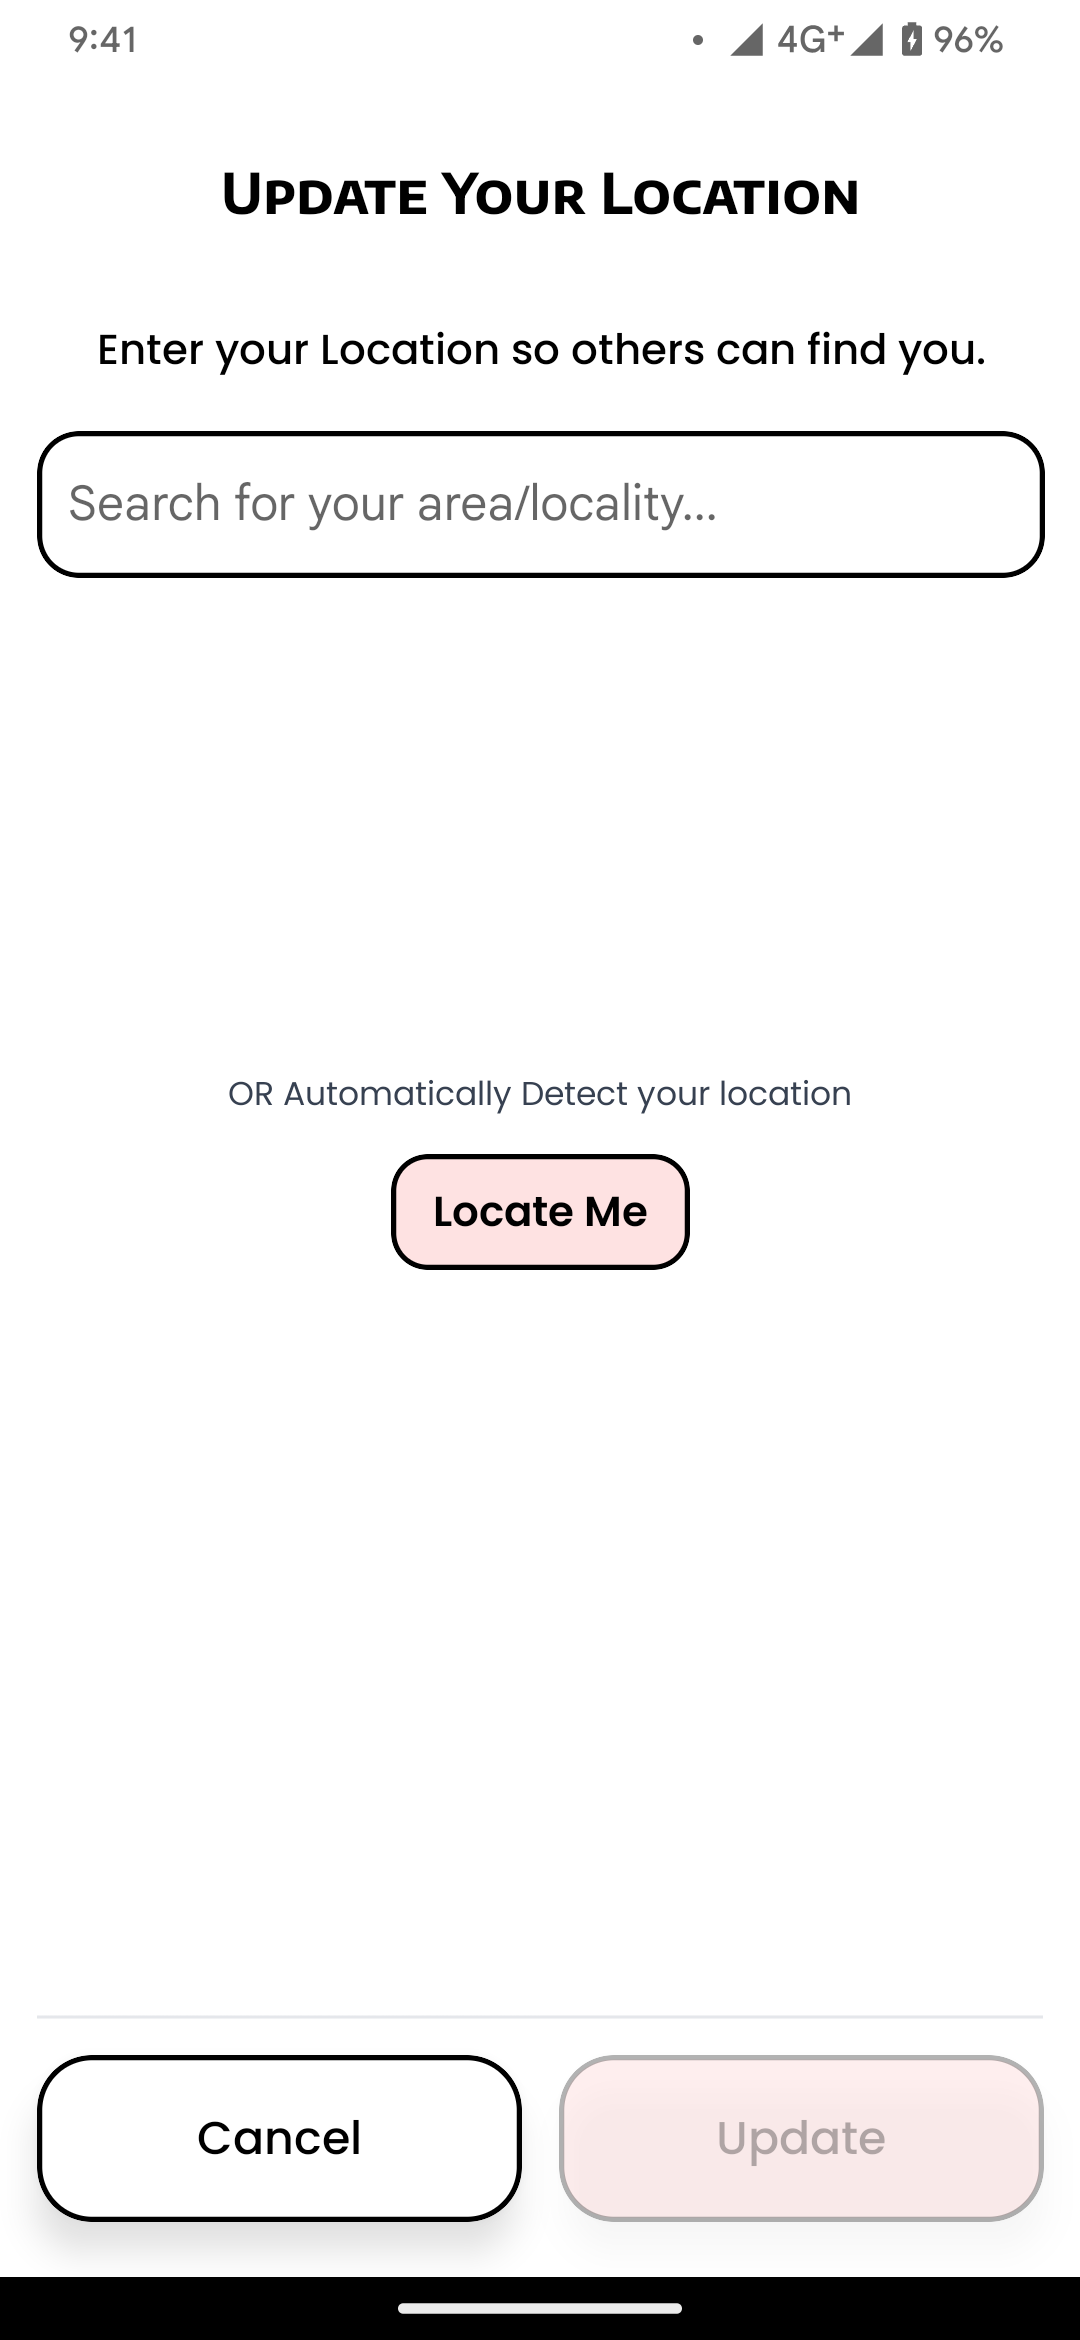 9:41
4G+ 96%
Update Your Location
Enter your Location so others can find you.
Search for your area/locality...
OR Automatically Detect your location
Locate Me
Cancel
Update